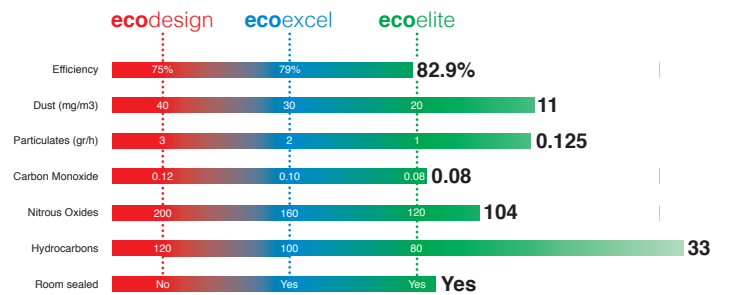 ecodesign ecoexcel ecoelite
Efficiency 75% 79% 82.9%
Dust (mg/m3) 40 30 20 11
Particulates (gr/h) 3 2 1 0.125
Carbon Monoxide 0.12 0.10 0.08 0.08
Nitrous Oxides 200 160 120 104
Hydrocarbons 120 100 80 33
Room sealed No Yes Yes Yes